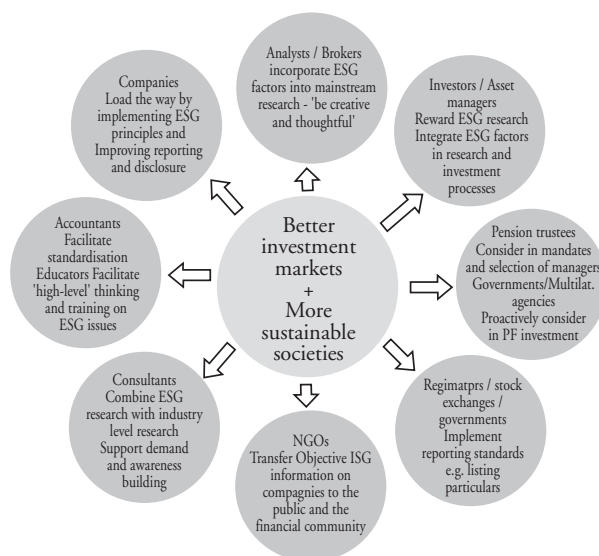 Analysts / Brokers
incorporate ESG
factors into mainstream
research - 'be creative
and thoughtful'
Investors / Asset
managers
Reward ESG research
Integrate ESG factors
in research and
investment
processes
Pension trustees
Consider in mandates
and selection of managers
Governments/Multilat.
agencies
Proactively consider
in PF investment
Regimatprs / stock
exchanges /
governments
Implement
reporting standards
e.g. listing
particulars
NGOs
Transfer Objective ISG
information on
compagnies to the
public and the
financial community
Consultants
Combine ESG
research with industry
level research
Support demand
and awareness
building
Accountants
Facilitate
standardisation
Educators Facilitate
'high-level' thinking
and training on
ESG issues
Companies
Load the way by
implementing ESG
principles and
Improving reporting
and disclosure
Better
investment
markets
+
More
sustainable
societies